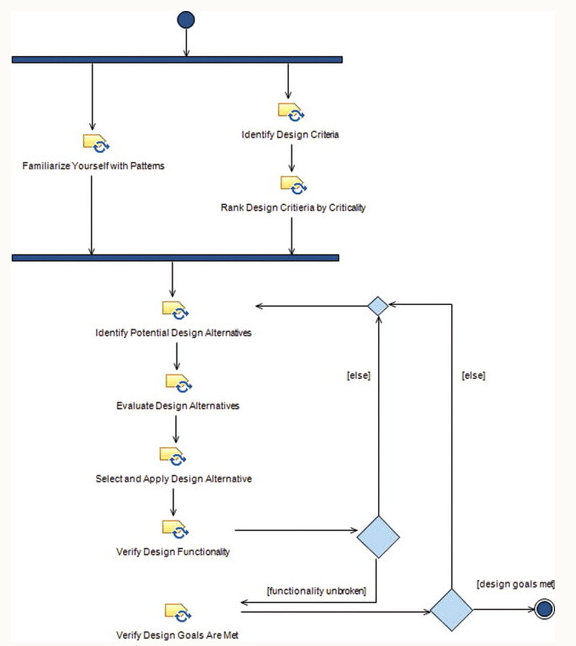 Identify Design Criteria
Familiarize Yourself with Patterns
Rank Design Critieria by Criticality
Identify Potential Design Alternatives
[else]
[else]
Evaluate Design Alternatives
Select and Apply Design Alternative
Verify Design Functionality
[functionality unbroken]
[design goals met]
Verify Design Goals Are Met